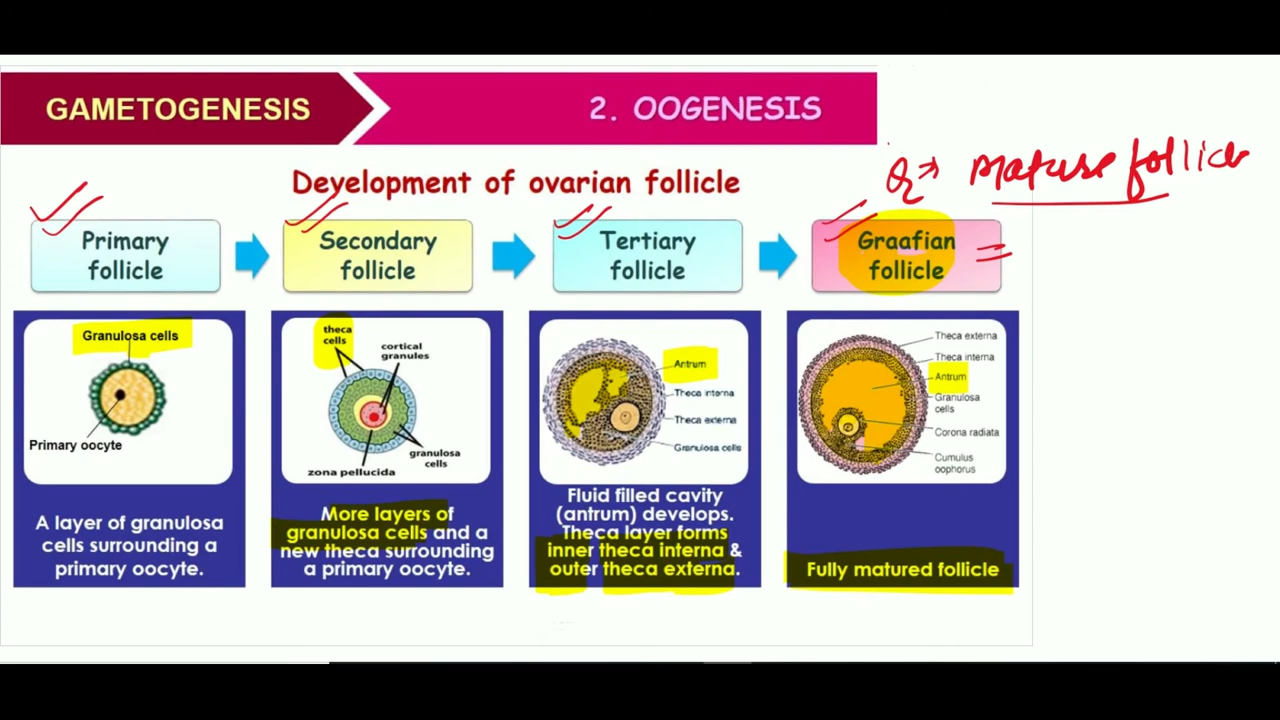 GAMETOGENESIS
2. OOGENESIS
Development of ovarian follicle
Q⇒ Mature follicle
Primary
follicle
Secondary
follicle
Tertiary
follicle
Graafian
follicle
=
Granulosa cells
Primary oocyte
A layer of granulosa
cells surrounding a
primary oocyte.
theca
cells
cortical
granules
granulosa
cells
zona pellucida
More layers of
granulosa cells and a
new theca surrounding
a primary oocyte.
Antrum
Theca interna
Theca externa
Granulosa cells
Fluid filled cavity
(antrum) develops.
Theca layer forms
inner theca interna &
outer theca externa.
Theca externa
Theca interna
Antrum
Granulosa
cells
Corona radiata
Cumulus
oophorus
Fully matured follicle